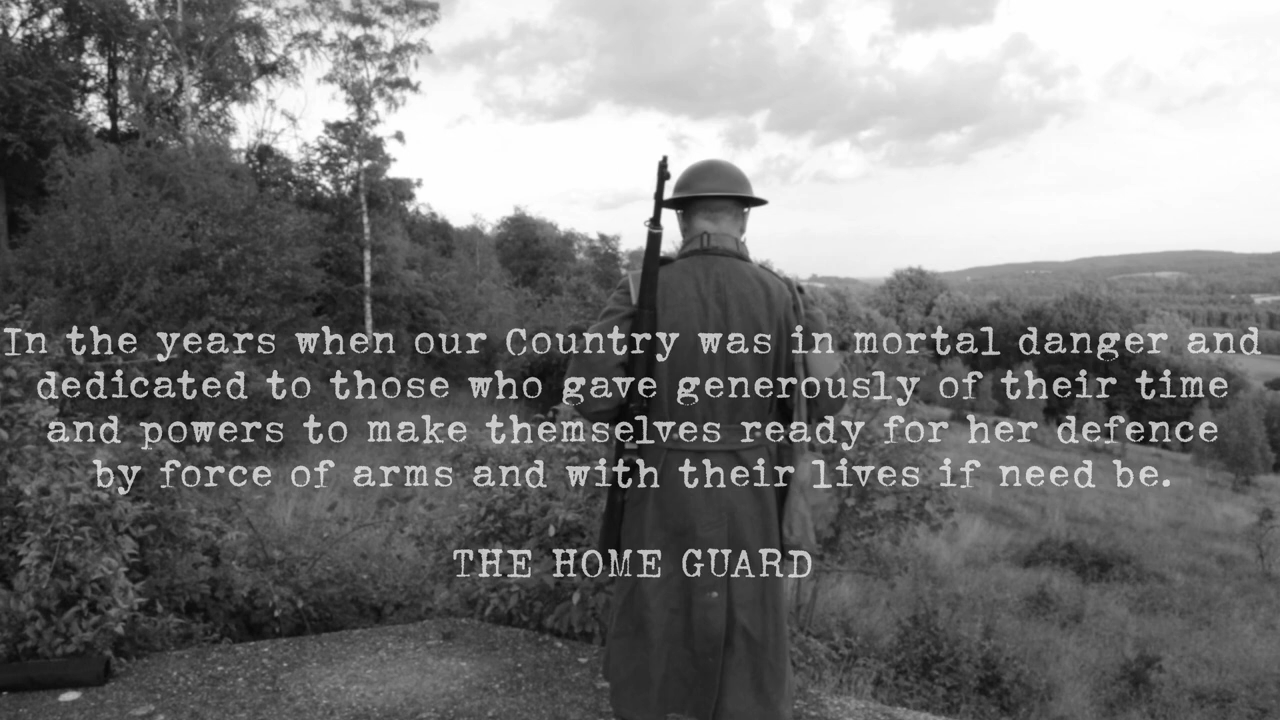 In the years when our Country was in mortal danger and
dedicated to those who gave generously of their time
and powers to make themselves ready for her defence
by force of arms and with their lives if need be.
THE HOME GUARD